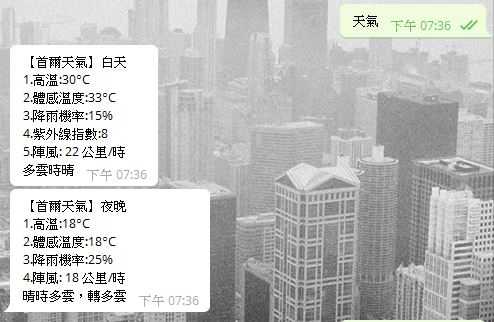 天氣 下午 07:36
【首爾天氣】白天
1.高溫:30°C
2.體感溫度:33°C
3.降雨機率:15%
4.紫外線指數:8
5.陣風: 22 公里/時
多雲時晴 下午 07:36
【首爾天氣】夜晚
1.高溫:18°C
2.體感溫度:18°C
3.降雨機率:25%
4.陣風: 18 公里/時
晴時多雲，轉多雲 下午 07:36